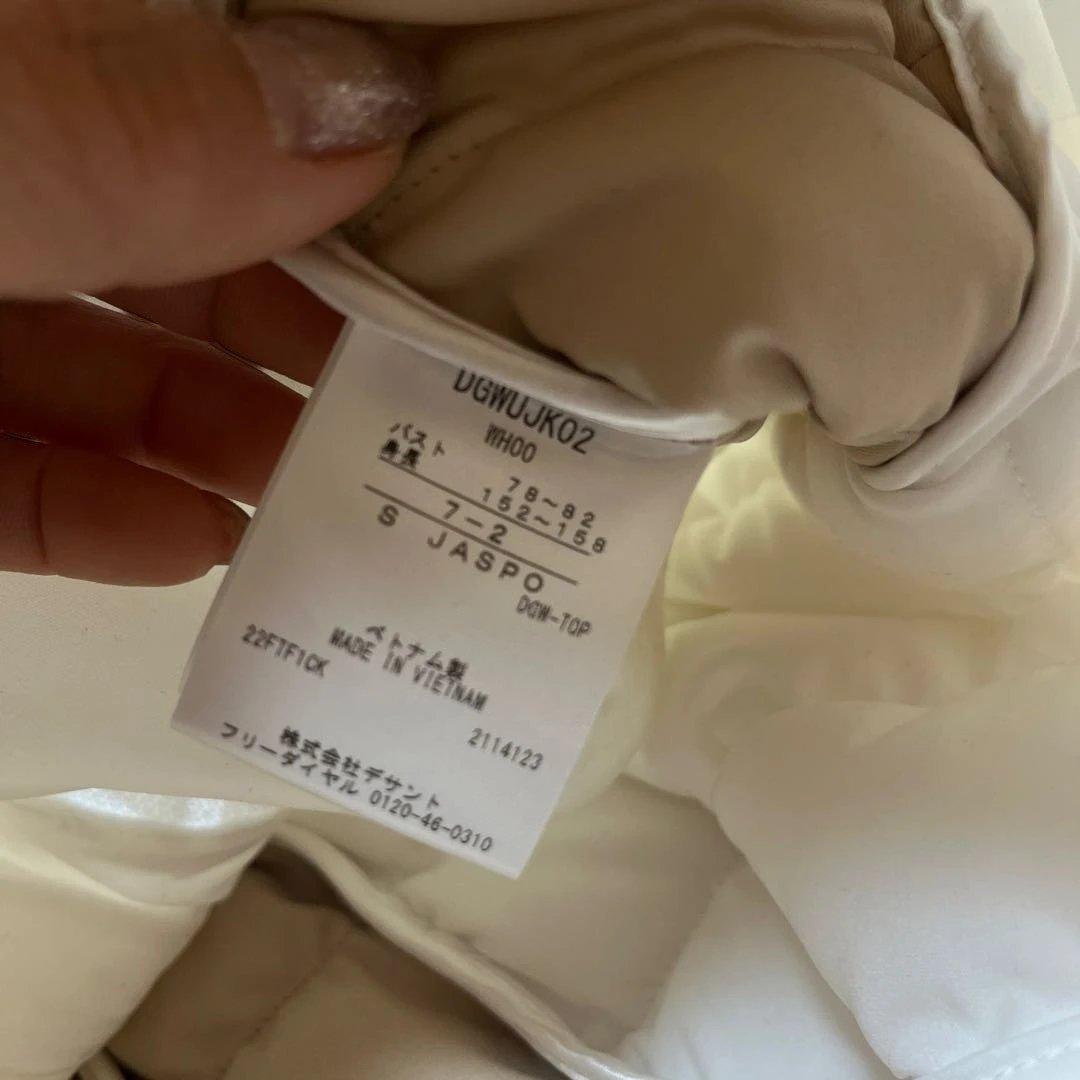 DGWUJK02
WH00
バスト 78~82
身長 152~158
7-2
S JASPO
DGW-TOP
ベトナム製
22FTF1CK MADE IN VIETNAM
2114123
株式会社デサント
フリーダイヤル 0120-46-0310